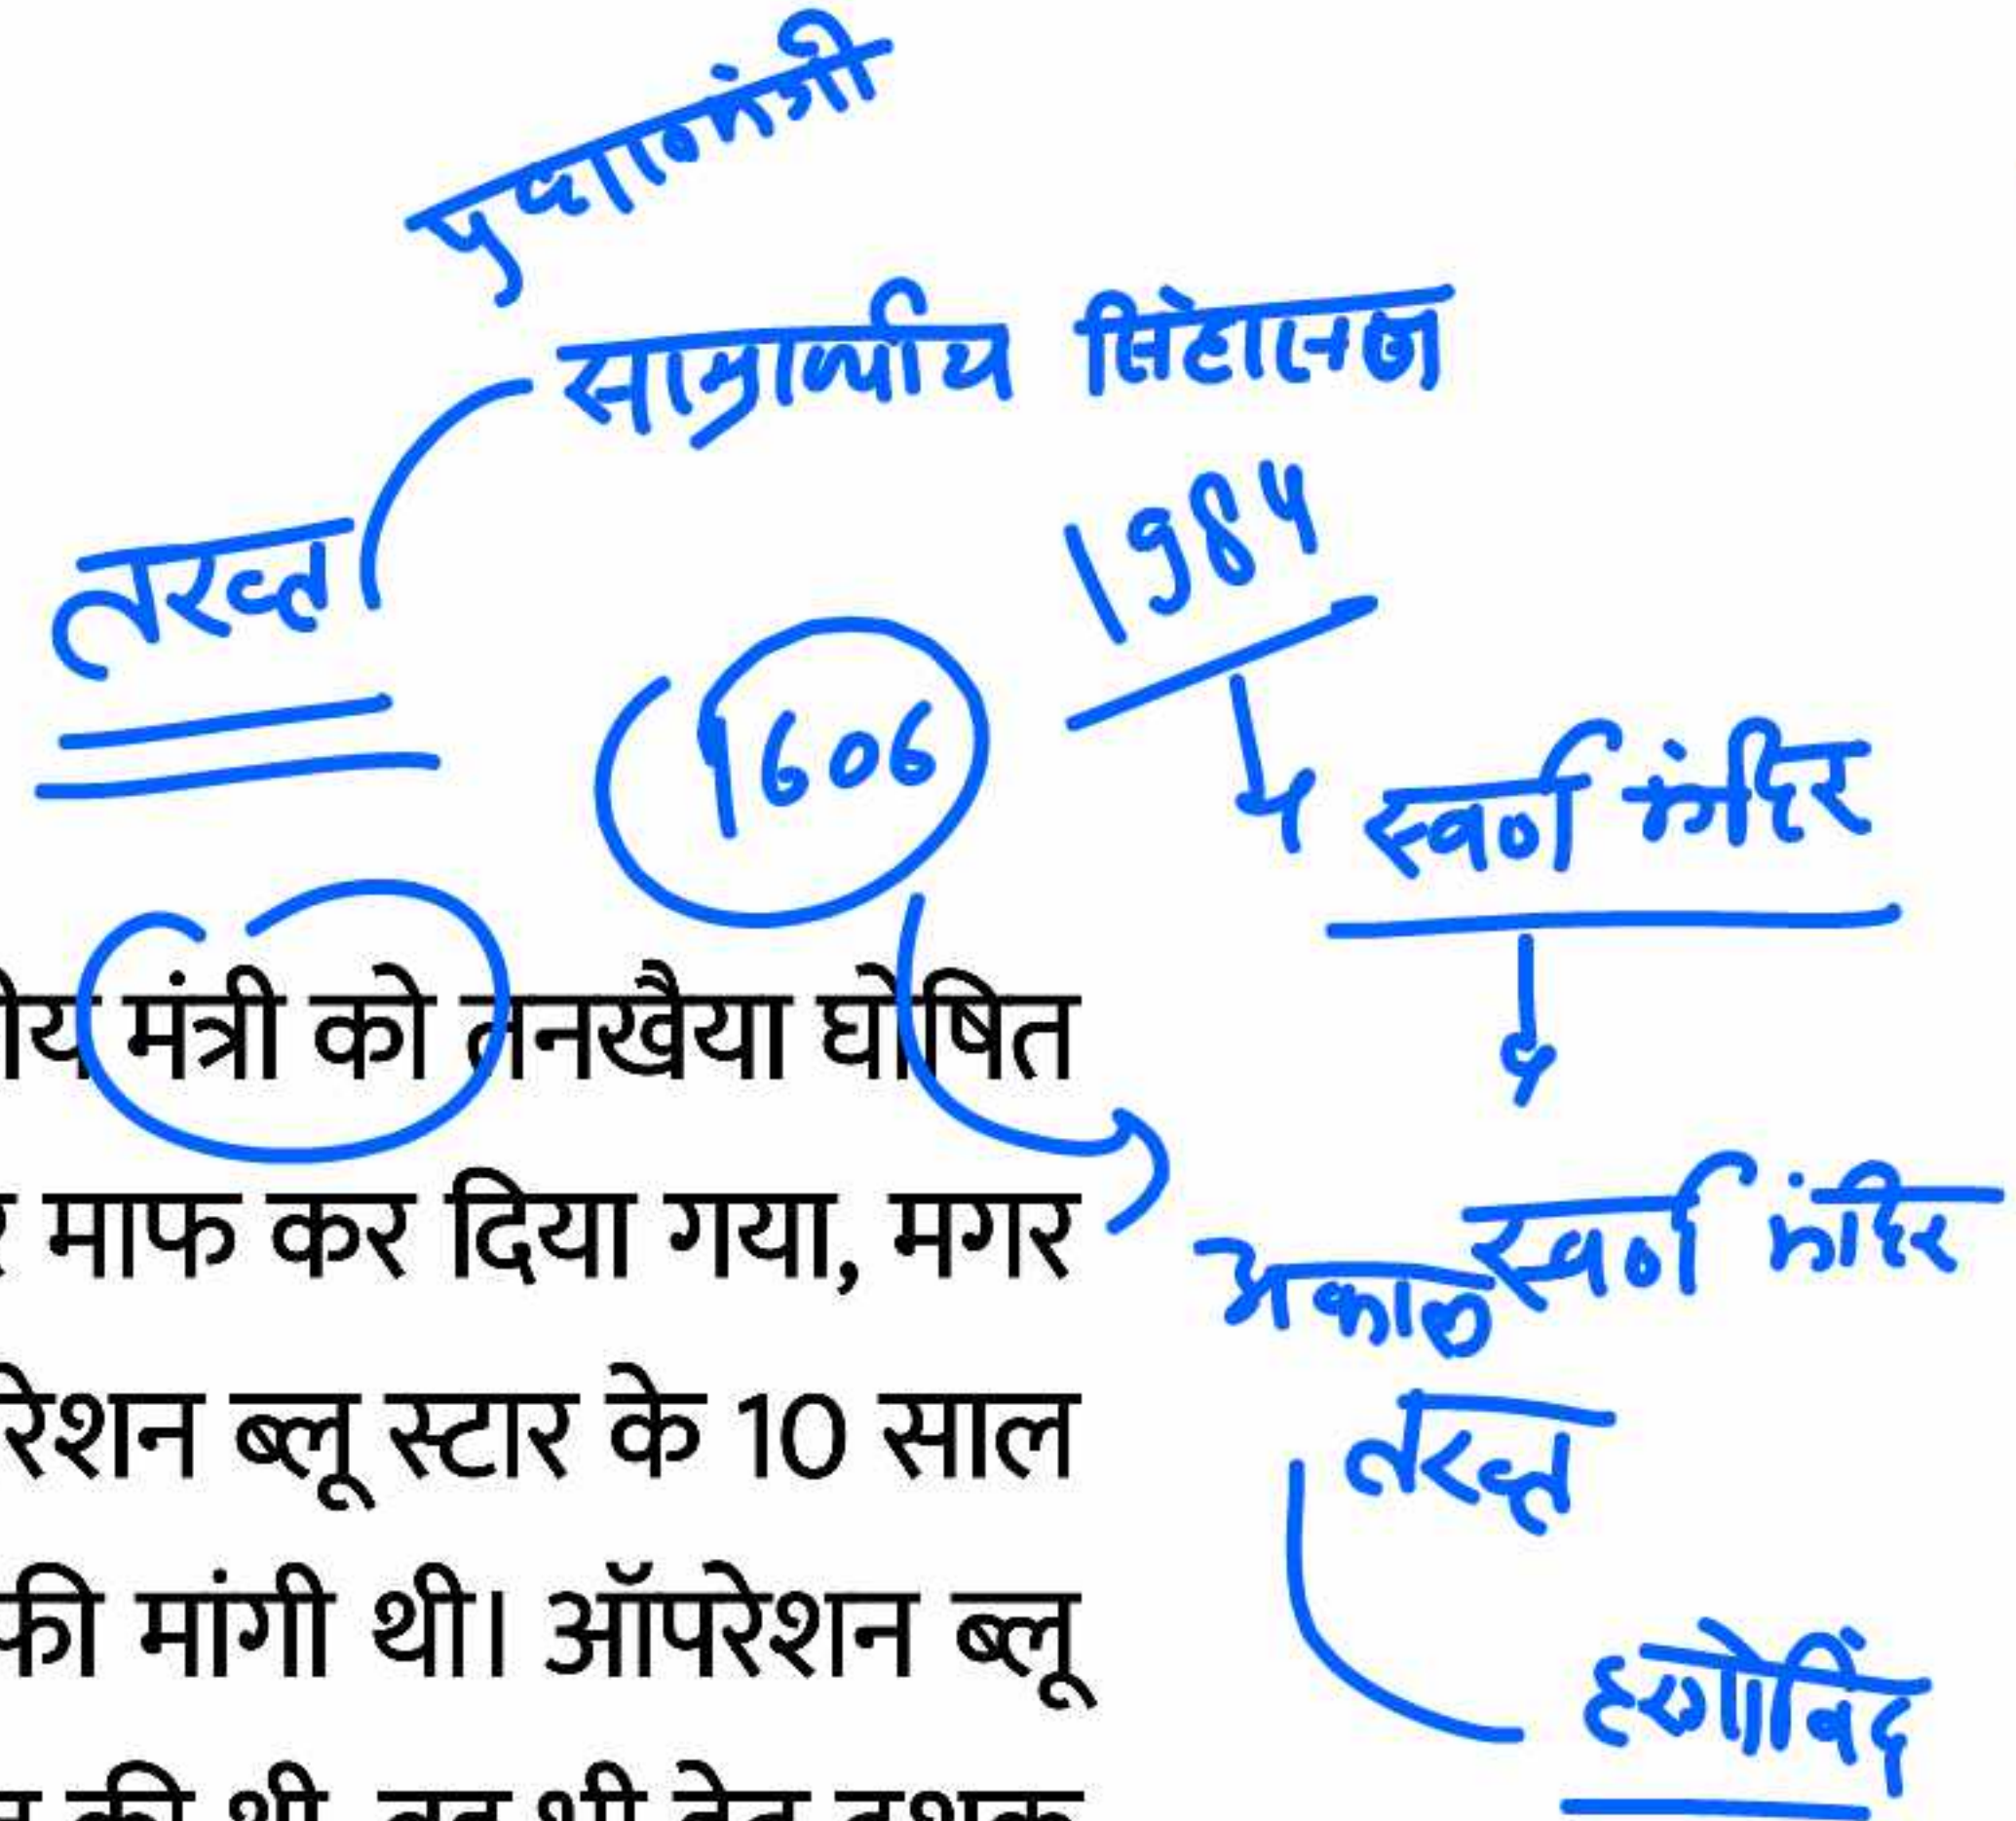 प्रधानमंत्री
साम्राज्यीय सिंहासन
तख्त
1984
1606
स्वर्ण मंदिर
ीय मंत्री को तनखैया घोषित
स्वर्ण मंदिर
र माफ कर दिया गया, मगर
अकाल
तख्त
रेशन ब्लू स्टार के 10 साल
फी मांगी थी। ऑपरेशन ब्लू
हरगोविंद